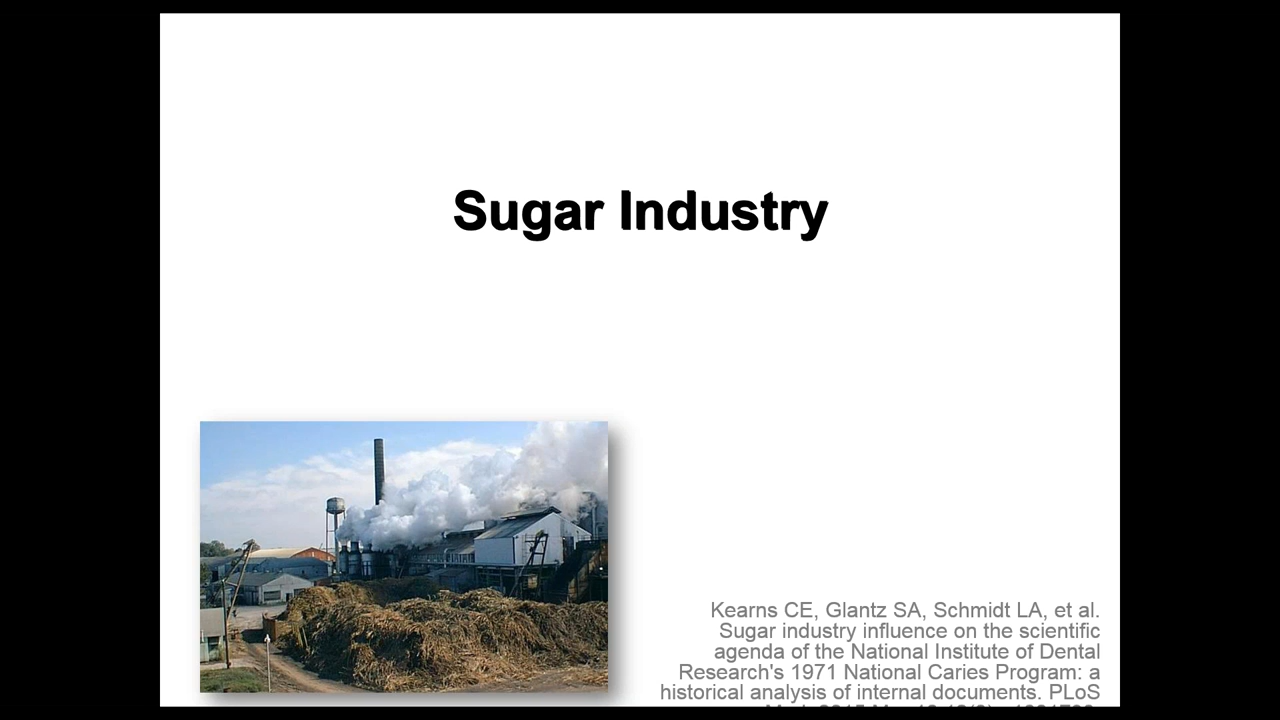 Sugar Industry
Kearns CE, Glantz SA, Schmidt LA, et al.
Sugar industry influence on the scientific
agenda of the National Institute of Dental
Research's 1971 National Caries Program: a
historical analysis of internal documents. PLoS